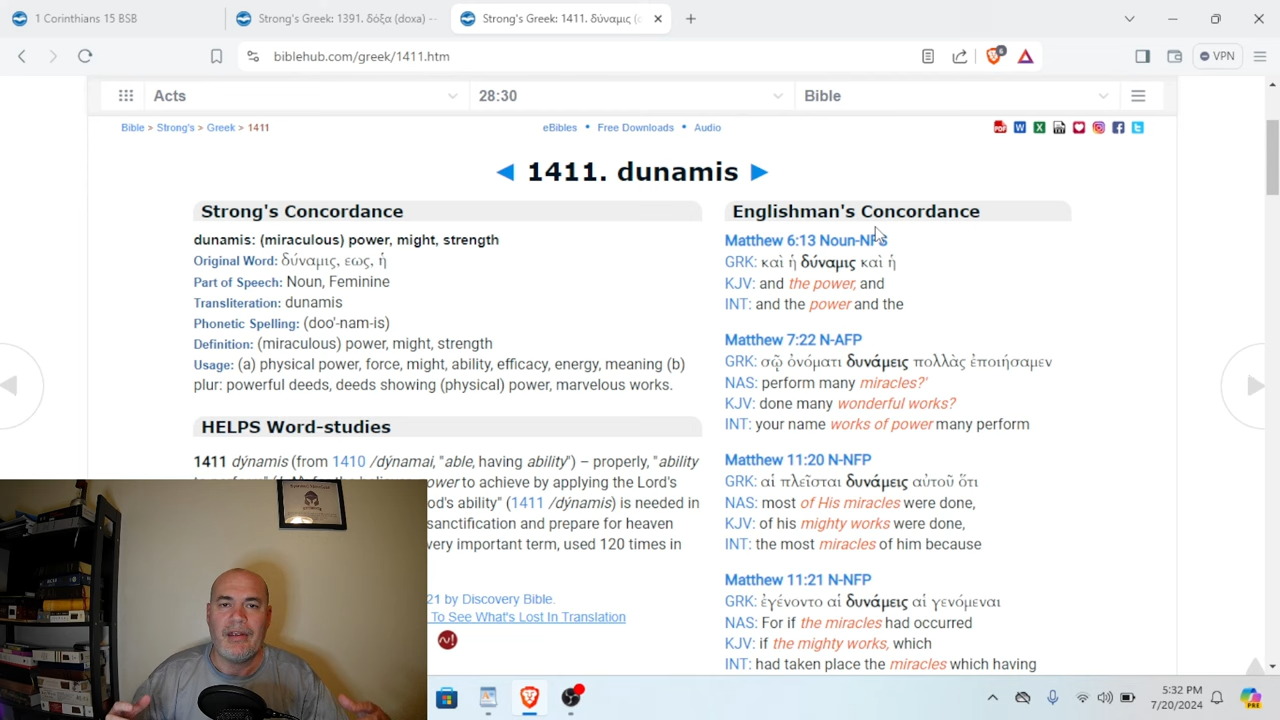 1 Corinthians 15 BSB
Strong's Greek: 1391. δόξα (doxa) --
Strong's Greek: 1411. δύναμις (
biblehub.com/greek/1411.htm
6
VPN
Acts
28:30
Bible
Bible > Strong's > Greek > 1411
eBibles • Free Downloads • Audio
PDF
◄ 1411. dunamis ►
Strong's Concordance
dunamis: (miraculous) power, might, strength
Original Word: δύναμις, εως, ἡ
Part of Speech: Noun, Feminine
Transliteration: dunamis
Phonetic Spelling: (doo'-nam-is)
Definition: (miraculous) power, might, strength
Usage: (a) physical power, force, might, ability, efficacy, energy, meaning (b)
plur: powerful deeds, deeds showing (physical) power, marvelous works.
HELPS Word-studies
1411 dýnamis (from 1410 /dýnamai, "able, having ability") – properly, "ability
to achieve by applying the Lord's
od's ability" (1411 /dýnamis) is needed in
sanctification and prepare for heaven
very important term, used 120 times in
21 by Discovery Bible.
To See What's Lost In Translation
Englishman's Concordance
Matthew 6:13 Noun-NFS
GRK: καὶ ἡ δύναμις καὶ ἡ
KJV: and the power, and
INT: and the power and the
Matthew 7:22 N-AFP
GRK: σῷ ὀνόματι δυνάμεις πολλὰς ἐποιήσαμεν
NAS: perform many miracles?'
KJV: done many wonderful works?
INT: your name works of power many perform
Matthew 11:20 N-NFP
GRK: αἱ πλεῖσται δυνάμεις αὐτοῦ ὅτι
NAS: most of His miracles were done,
KJV: of his mighty works were done,
INT: the most miracles of him because
Matthew 11:21 N-NFP
GRK: ἐγένοντο αἱ δυνάμεις αἱ γενόμεναι
NAS: For if the miracles had occurred
KJV: if the mighty works, which
INT: had taken place the miracles which having
5:32 PM
7/20/2024
PRE